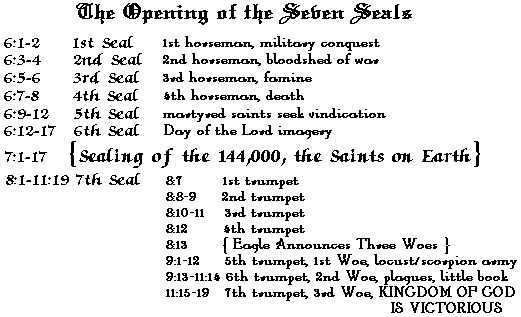 The Opening of the Seven Seals
6:1-2 1st Seal 1st horseman, military conquest
6:3-4 2nd Seal 2nd horseman, bloodshed of war
6:5-6 3rd Seal 3rd horseman, famine
6:7-8 4th Seal 4th horseman, death
6:9-12 5th Seal martyred saints seek vindication
6:12-17 6th Seal Day of the Lord imagery
7:1-17 {Sealing of the 144,000, the Saints on Earth}
8:1-11:19 7th Seal 8:7 1st trumpet
8:8-9 2nd trumpet
8:10-11 3rd trumpet
8:12 4th trumpet
8:13 { Eagle Announces Three Woes }
9:1-12 5th trumpet, 1st Woe, locust/scorpion army
9:13-11:14 6th trumpet, 2nd Woe, plagues, little book
11:15-19 7th trumpet, 3rd Woe, KINGDOM OF GOD
IS VICTORIOUS